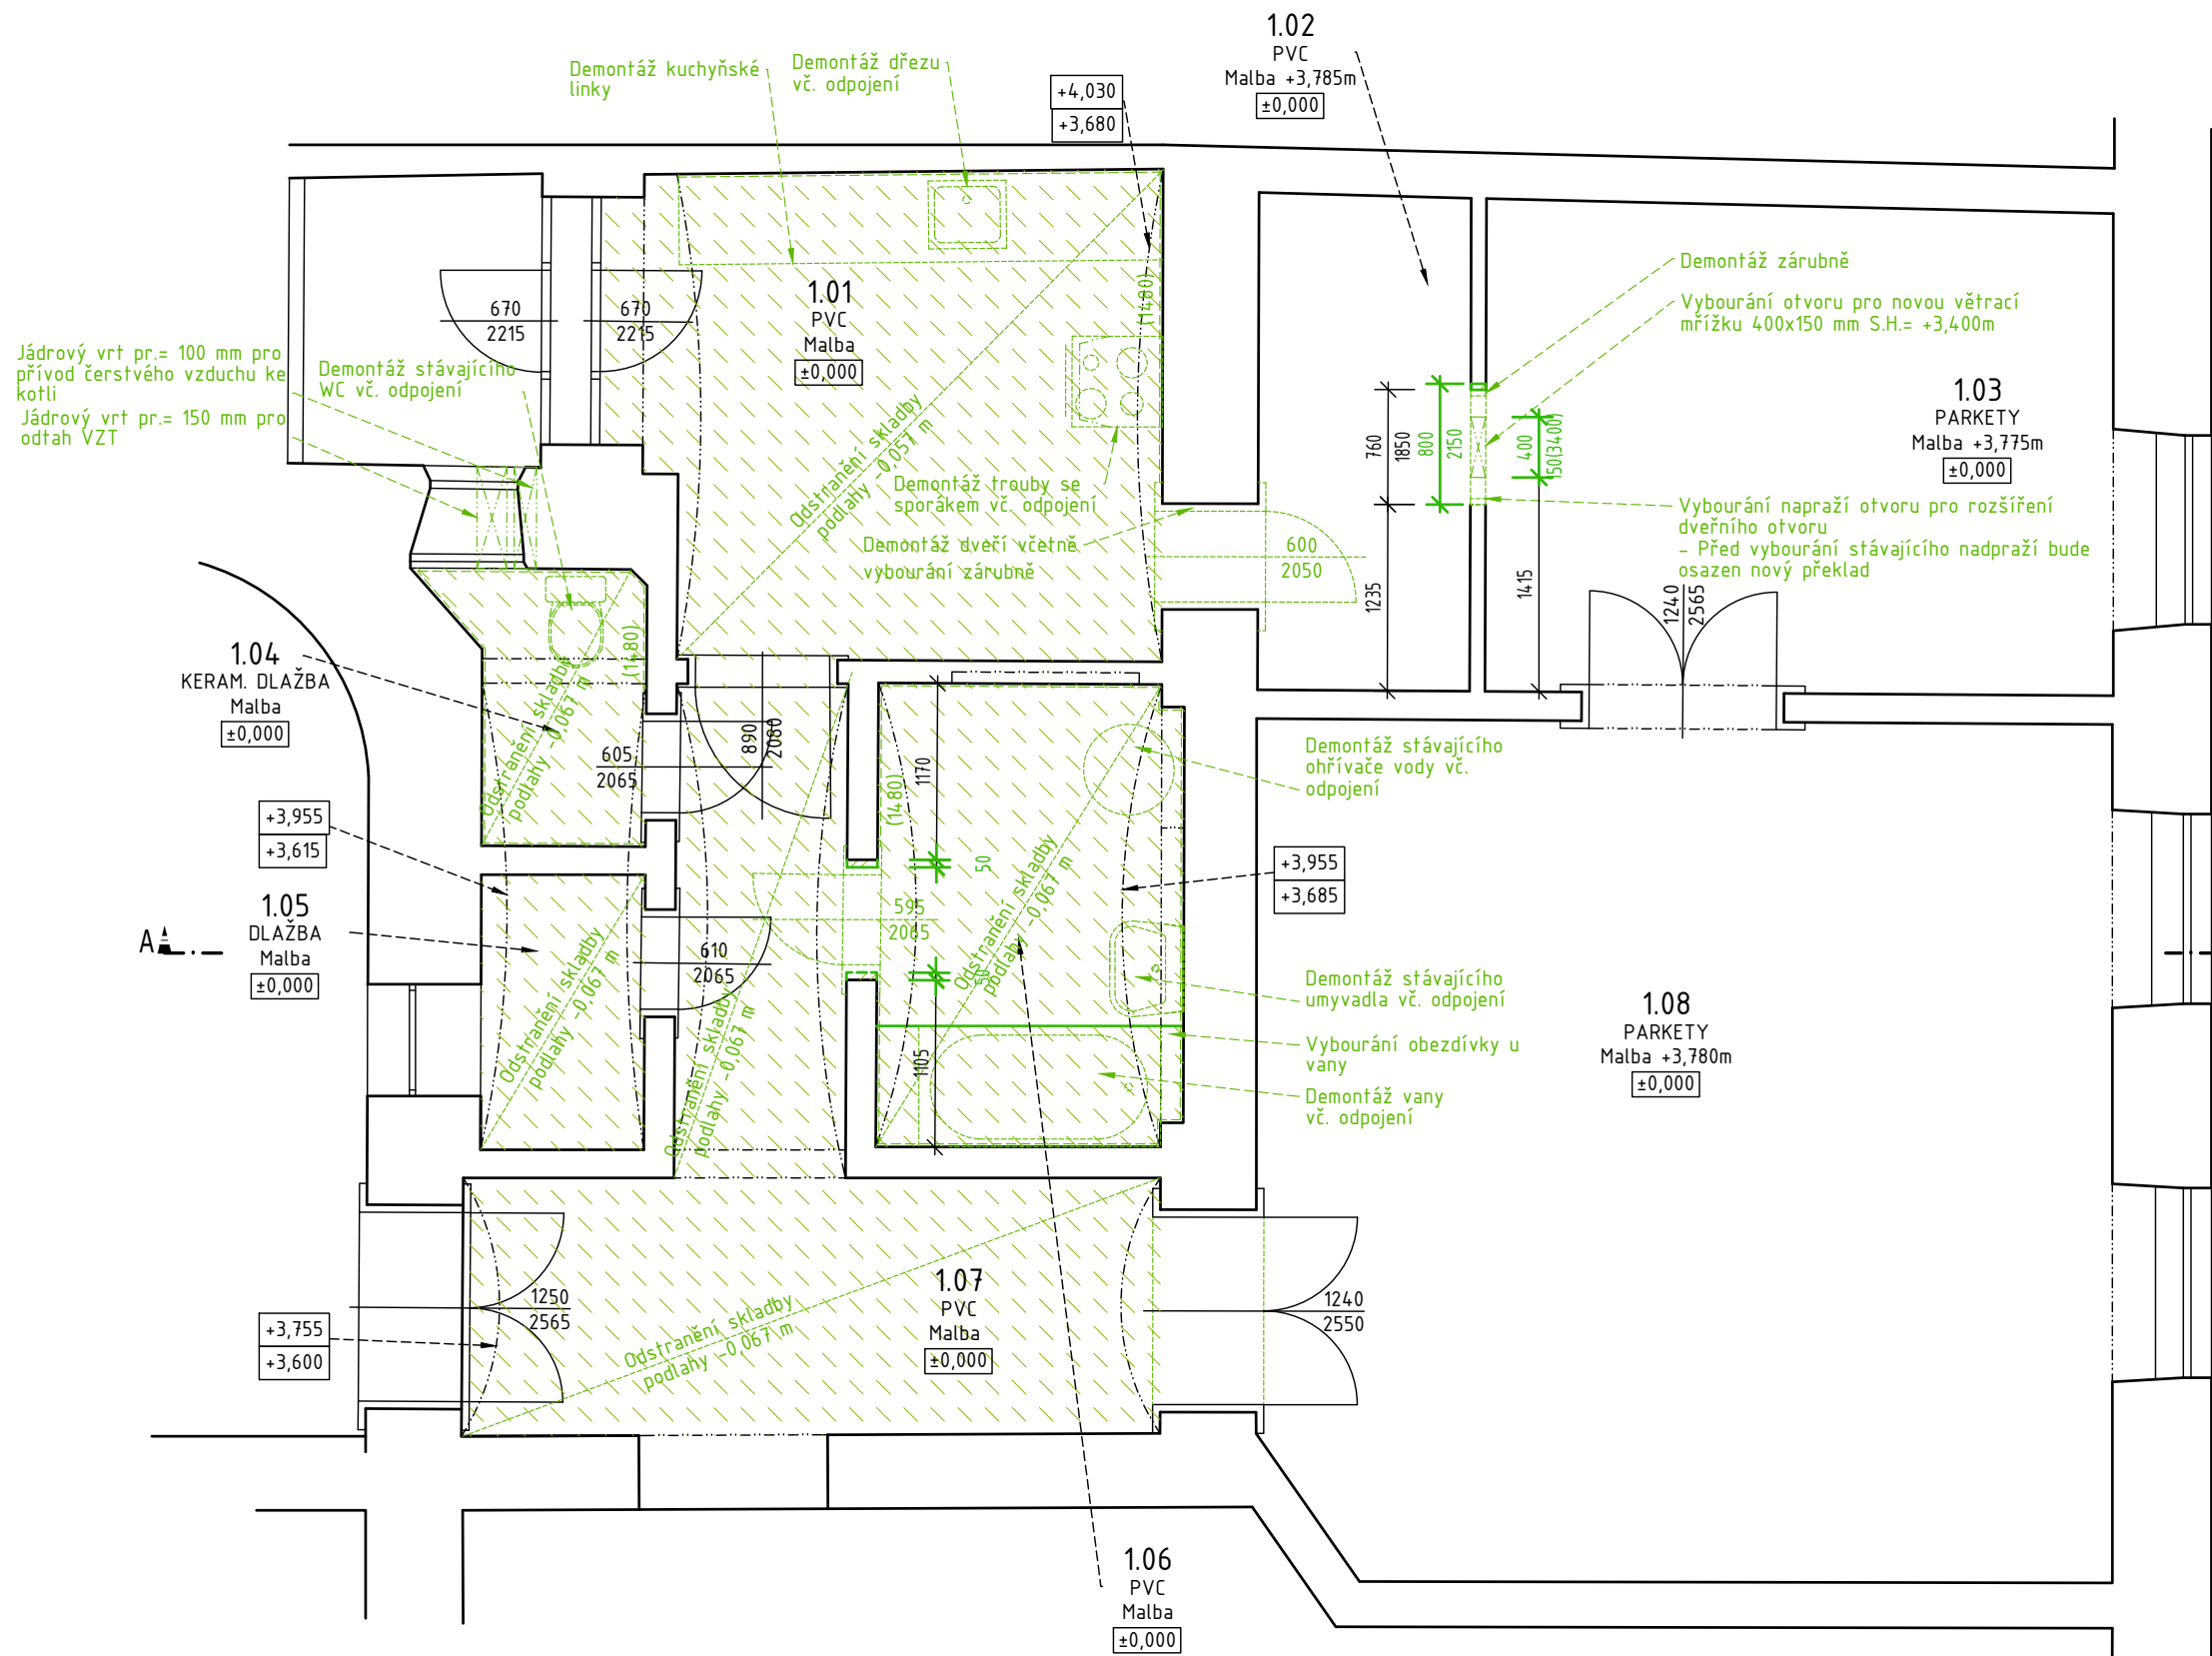 1.02
PVC
Malba +3,785m
±0,000
Demontáž kuchyňské
linky
Demontáž dřezu
vč. odpojení
+4,030
+3,680
Demontáž zárubně
Vybourání otvoru pro novou větrací
mřížku 400x150 mm S.H.= +3,400m
1.01
PVC
Malba
±0,000
670
2215
670
2215
(1480)
Jádrový vrt pr.= 100 mm pro
přívod čerstvého vzduchu ke
kotli
Jádrový vrt pr.= 150 mm pro
odtah VZT
Demontáž stávajícího
WC vč. odpojení
1.03
PARKETY
Malba +3,775m
±0,000
760
1850
800
2150
400
150(3400)
Odstranění skladby
podlahy -0,057 m
Demontáž trouby se
sporákem vč. odpojení
Demontáž dveří včetně
vybourání zárubně
600
2050
Vybourání napraží otvoru pro rozšíření
dveřního otvoru
- Před vybourání stávajícího nadpraží bude
osazen nový překlad
1235
1415
1240
2565
1.04
KERAM. DLAŽBA
Malba
±0,000
(1480)
Odstranění skladby
podlahy -0,067 m
605
2065
890
2080
1170
(1480)
Demontáž stávajícího
ohřívače vody vč.
odpojení
+3,955
+3,615
50
+3,955
+3,685
1.05
DLAŽBA
Malba
±0,000
A
595
2065
610
2065
Odstranění skladby
podlahy -0,067 m
Odstranění skladby
podlahy -0,067 m
Odstranění skladby
podlahy -0,067 m
50
Demontáž stávajícího
umyvadla vč. odpojení
1105
Vybourání obezdívky u
vany
Demontáž vany
vč. odpojení
1.08
PARKETY
Malba +3,780m
±0,000
1.07
PVC
Malba
±0,000
1250
2565
1240
2550
+3,755
+3,600
Odstranění skladby
podlahy -0,067 m
1.06
PVC
Malba
±0,000